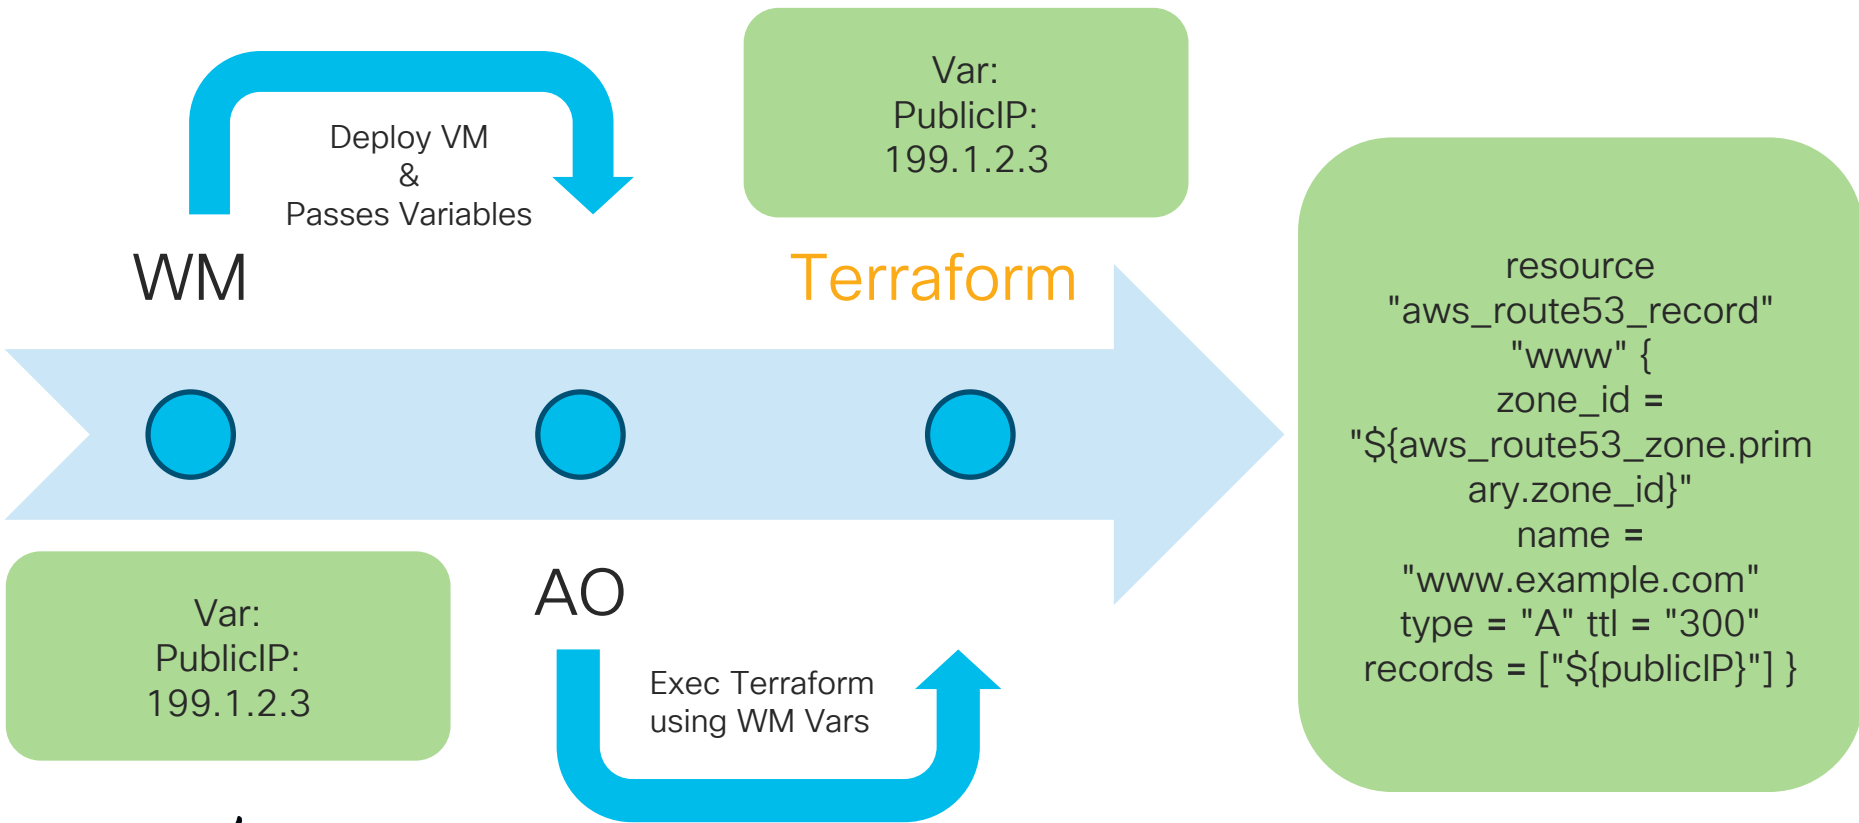 Deploy VM
&
Passes Variables
Var:
PublicIP:
199.1.2.3
WM
Terraform
resource
"aws_route53_record"
"www" {
zone_id =
"${aws_route53_zone.prim
ary.zone_id}"
name =
"www.example.com"
type = "A" ttl = "300"
records = ["${publicIP}"] }
Var:
PublicIP:
199.1.2.3
AO
Exec Terraform
using WM Vars